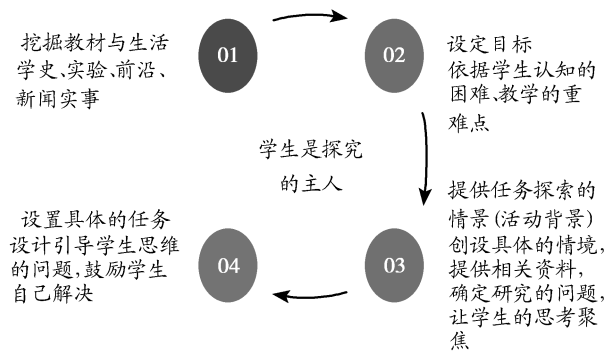 挖掘教材与生活
学史、实验、前沿、
新闻实事
01
02
设定目标
依据学生认知的
困难、教学的重
难点
学生是探究
的主人
设置具体的任务
设计引导学生思维
的问题,鼓励学生
自己解决
04
03
提供任务探索的
情景(活动背景)
创设具体的情境,
提供相关资料,
确定研究的问题,
让学生的思考聚
焦